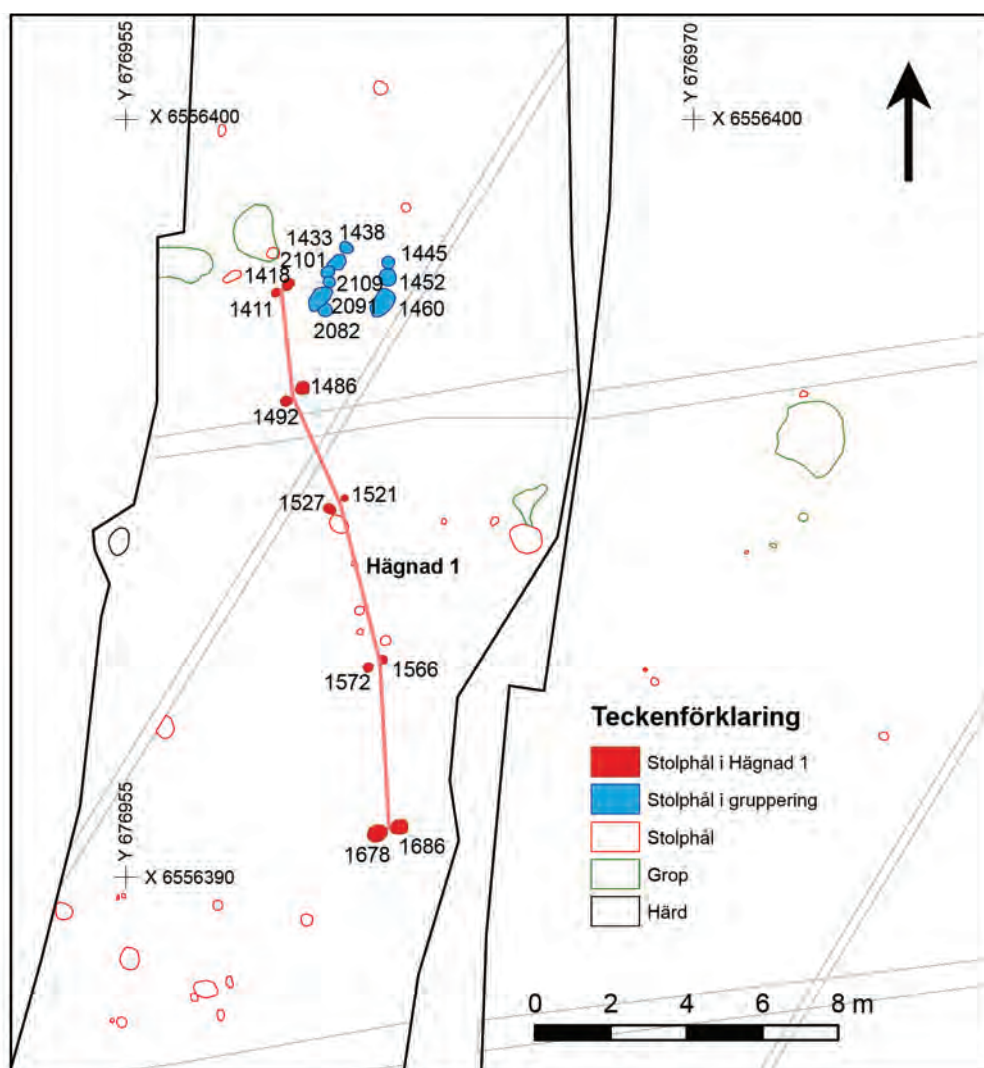 Y 676955
X 6556400
Y 676970
X 6556400
1433
1438
2101
1445
1418
2109
1452
1411
2091
1460
2082
1486
1492
1521
1527
Hägnad 1
1566
1572
1678
1686
Y 676955
X 6556390
Teckenförklaring
Stolphål i Hägnad 1
Stolphål i gruppering
Stolphål
Grop
Härd
0 2 4 6 8 m